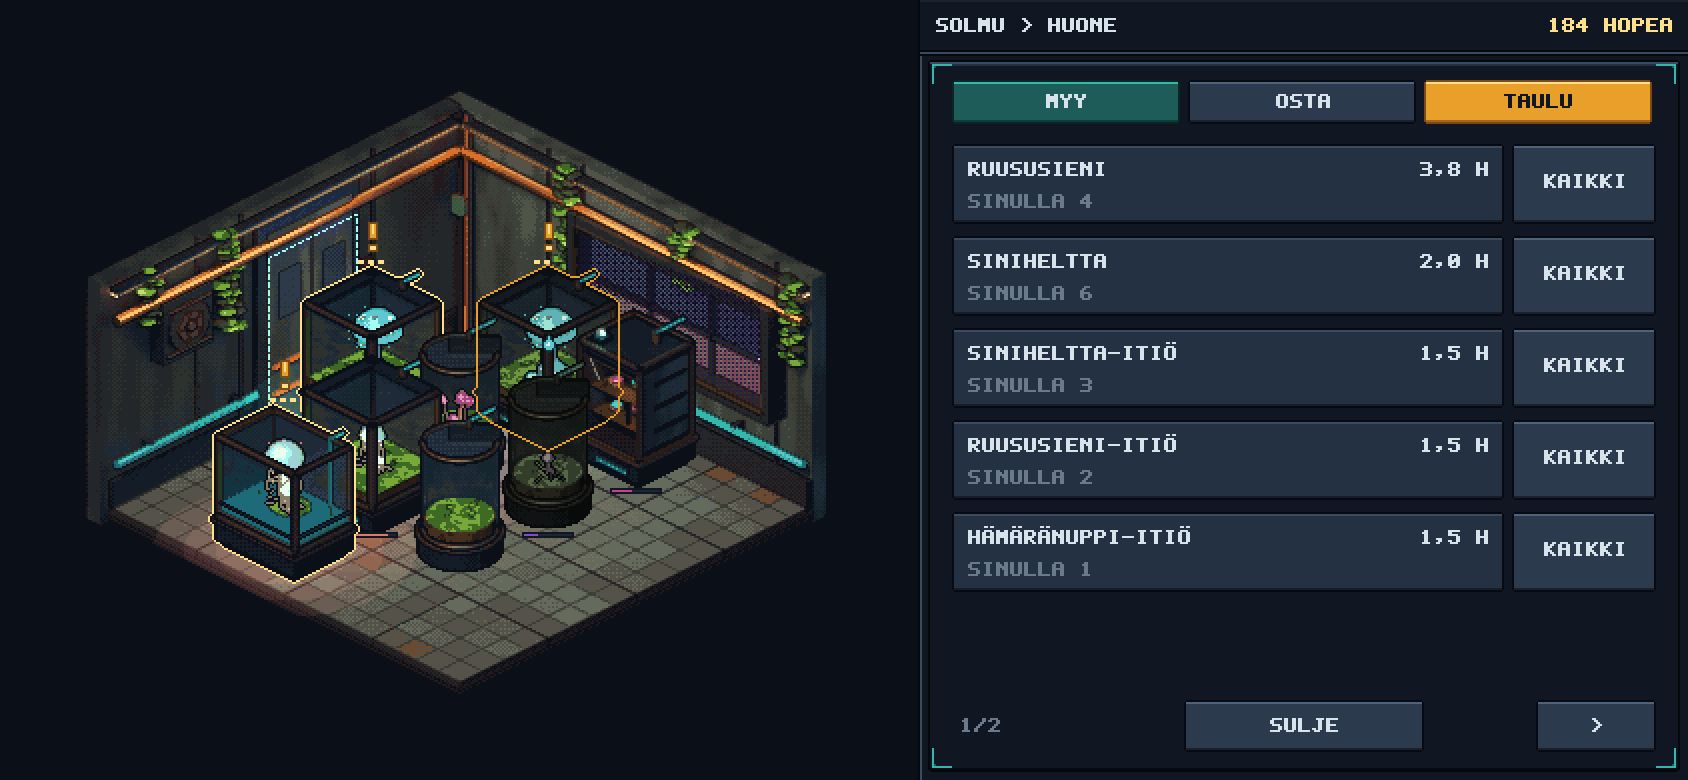 SOLMU > HUONE
184 HOPEA
MYY
OSTA
TAULU
RUUSUSIENI 3,8 H
SINULLA 4
KAIKKI
SINIHELTTA 2,0 H
SINULLA 6
KAIKKI
SINIHELTTA-ITIÖ 1,5 H
SINULLA 3
KAIKKI
RUUSUSIENI-ITIÖ 1,5 H
SINULLA 2
KAIKKI
HÄMÄRÄNUPPI-ITIÖ 1,5 H
SINULLA 1
KAIKKI
1/2
SULJE
>